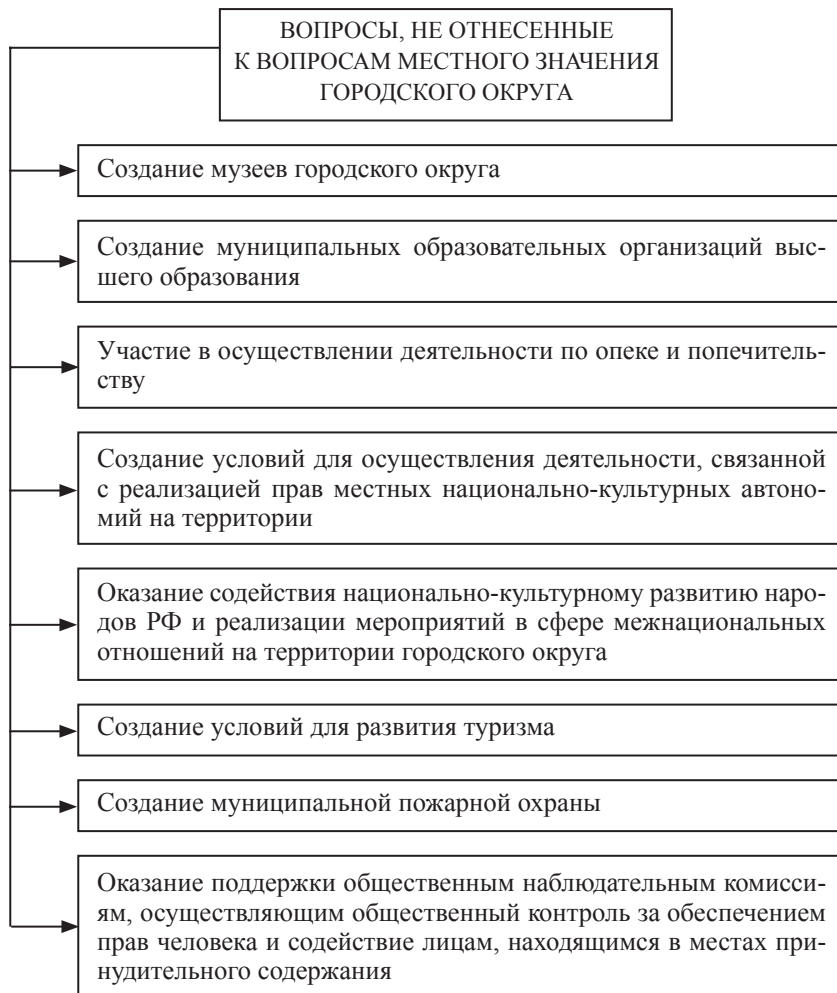 ВОПРОСЫ, НЕ ОТНЕСЕННЫЕ
К ВОПРОСАМ МЕСТНОГО ЗНАЧЕНИЯ
ГОРОДСКОГО ОКРУГА
Создание музеев городского округа
Создание муниципальных образовательных организаций выс-
шего образования
Участие в осуществлении деятельности по опеке и попечитель-
ству
Создание условий для осуществления деятельности, связанной
с реализацией прав местных национально-культурных автоно-
мий на территории
Оказание содействия национально-культурному развитию наро-
дов РФ и реализации мероприятий в сфере межнациональных
отношений на территории городского округа
Создание условий для развития туризма
Создание муниципальной пожарной охраны
Оказание поддержки общественным наблюдательным комисси-
ям, осуществляющим общественный контроль за обеспечением
прав человека и содействие лицам, находящимся в местах при-
нудительного содержания